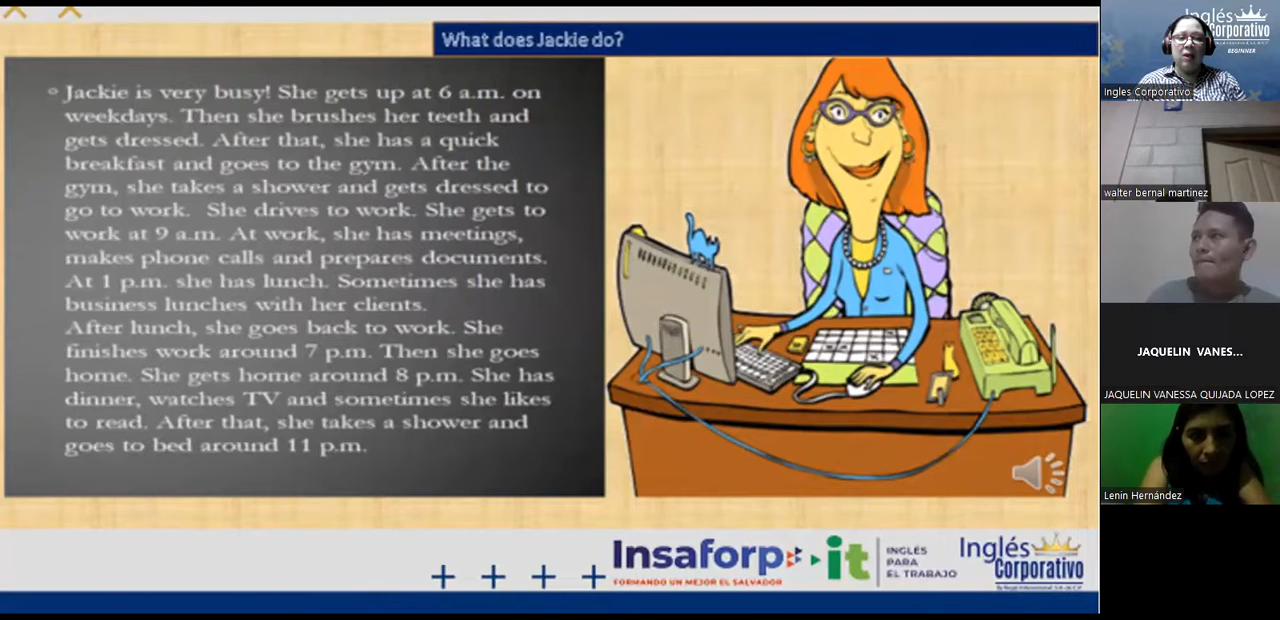 What does Jackie do?
Jackie is very busy! She gets up at 6 a.m. on
weekdays. Then she brushes her teeth and
gets dressed. After that, she has a quick
breakfast and goes to the gym. After the
gym, she takes a shower and gets dressed to
go to work. She drives to work. She gets to
work at 9 a.m. At work, she has meetings,
makes phone calls and prepares documents.
At 1 p.m. she has lunch. Sometimes she has
business lunches with her clients.
After lunch, she goes back to work. She
finishes work around 7 p.m. Then she goes
home. She gets home around 8 p.m. She has
dinner, watches TV and sometimes she likes
to read. After that, she takes a shower and
goes to bed around 11 p.m.
Insaforp
FORMANDO UN MEJOR EL SALVADOR
it
INGLÉS
PARA
EL TRABAJO
Inglés
Corporativo
Inglés
Corporativo
BEGINNER
Ingles Corporativo
walter bernal martinez
JAQUELIN VANES...
JAQUELIN VANESSA QUIJADA LOPEZ
Lenin Hernández